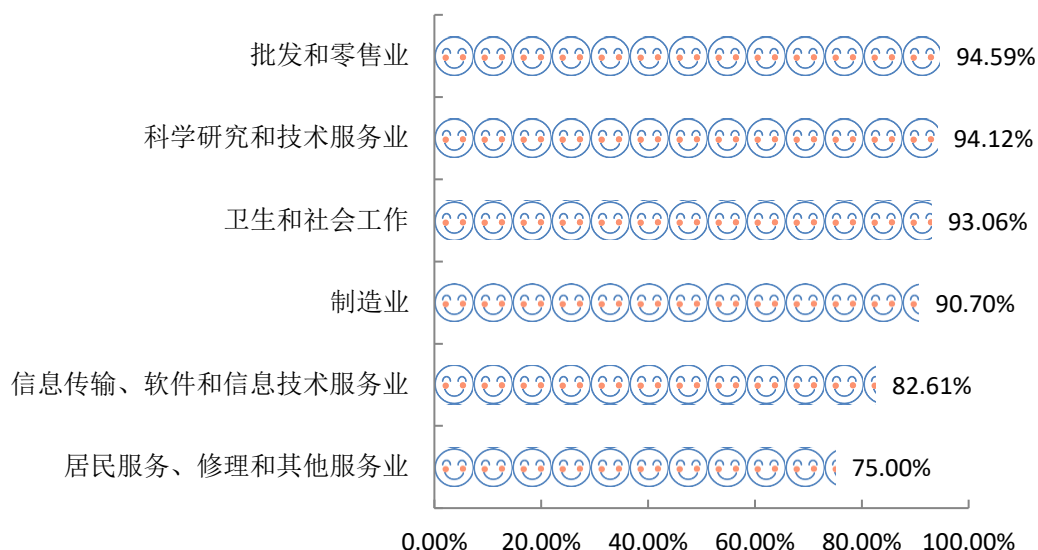 批发和零售业 94.59%
科学研究和技术服务业 94.12%
卫生和社会工作 93.06%
制造业 90.70%
信息传输、软件和信息技术服务业 82.61%
居民服务、修理和其他服务业 75.00%
0.00% 20.00% 40.00% 60.00% 80.00% 100.00%